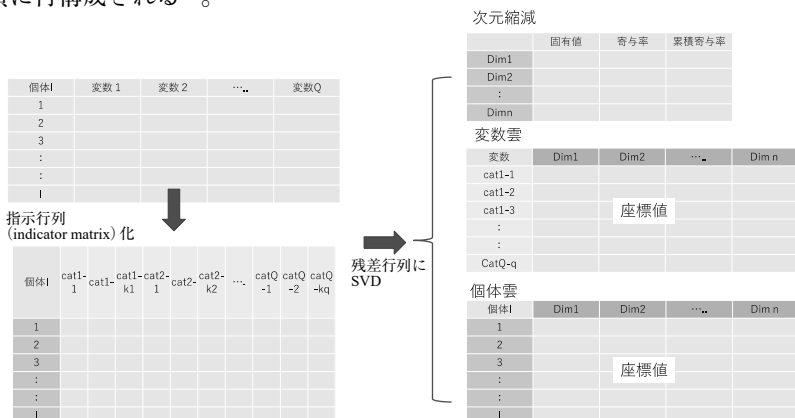 員に再構成される 。
個体I 変数1 変数2 ….. 変数Q
1
2
3
:
:
I
指示行列
(indicator matrix) 化
個体I cat1-1 cat1- cat1-k1 cat2-1 cat2- cat2-k2 …. catQ-1 catQ-2 catQ-kq
1
2
3
:
:
I
残差行列に
SVD
次元縮減
固有値 寄与率 累積寄与率
Dim1
Dim2
:
Dimn
変数雲
変数 Dim1 Dim2 ….. Dim n
cat1-1
cat1-2
cat1-3
:
:
CatQ-q
座標値
個体雲
個体I Dim1 Dim2 ….. Dim n
1
2
3
:
:
I
座標値